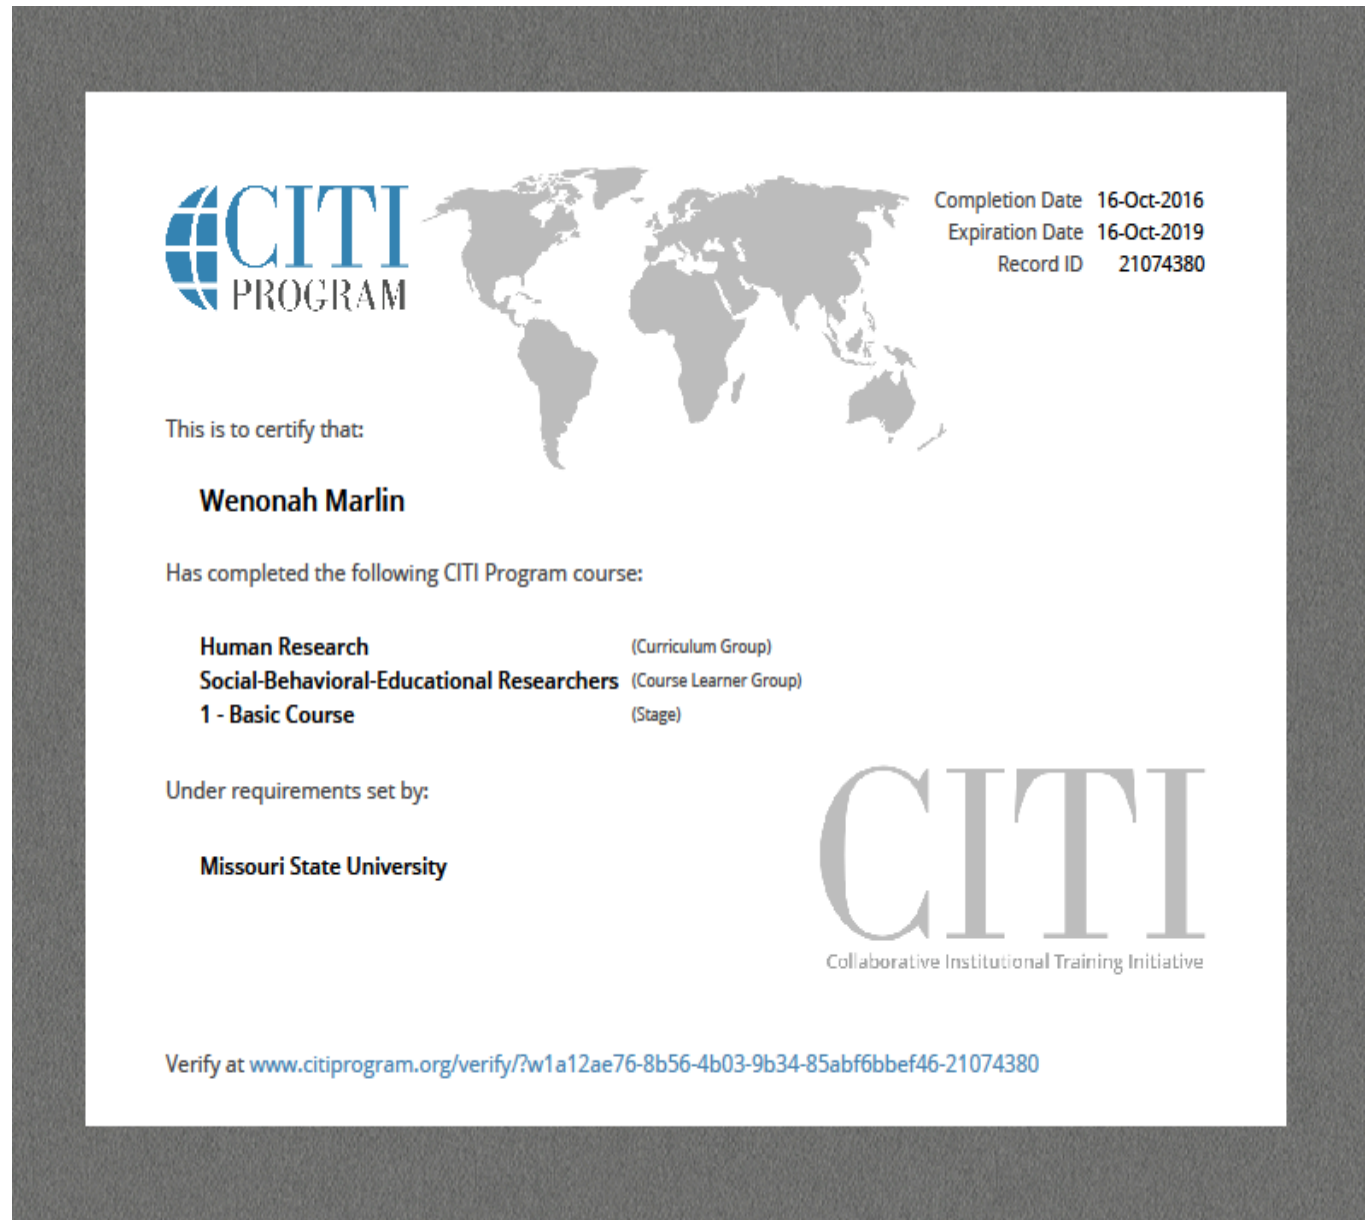 CITI
PROGRAM
Completion Date 16-Oct-2016
Expiration Date 16-Oct-2019
Record ID 21074380
This is to certify that:
Wenonah Marlin
Has completed the following CITI Program course:
Human Research (Curriculum Group)
Social-Behavioral-Educational Researchers (Course Learner Group)
1 - Basic Course (Stage)
Under requirements set by:
Missouri State University
CITI
Collaborative Institutional Training Initiative
Verify at www.citiprogram.org/verify/?w1a12ae76-8b56-4b03-9b34-85abf6bbef46-21074380